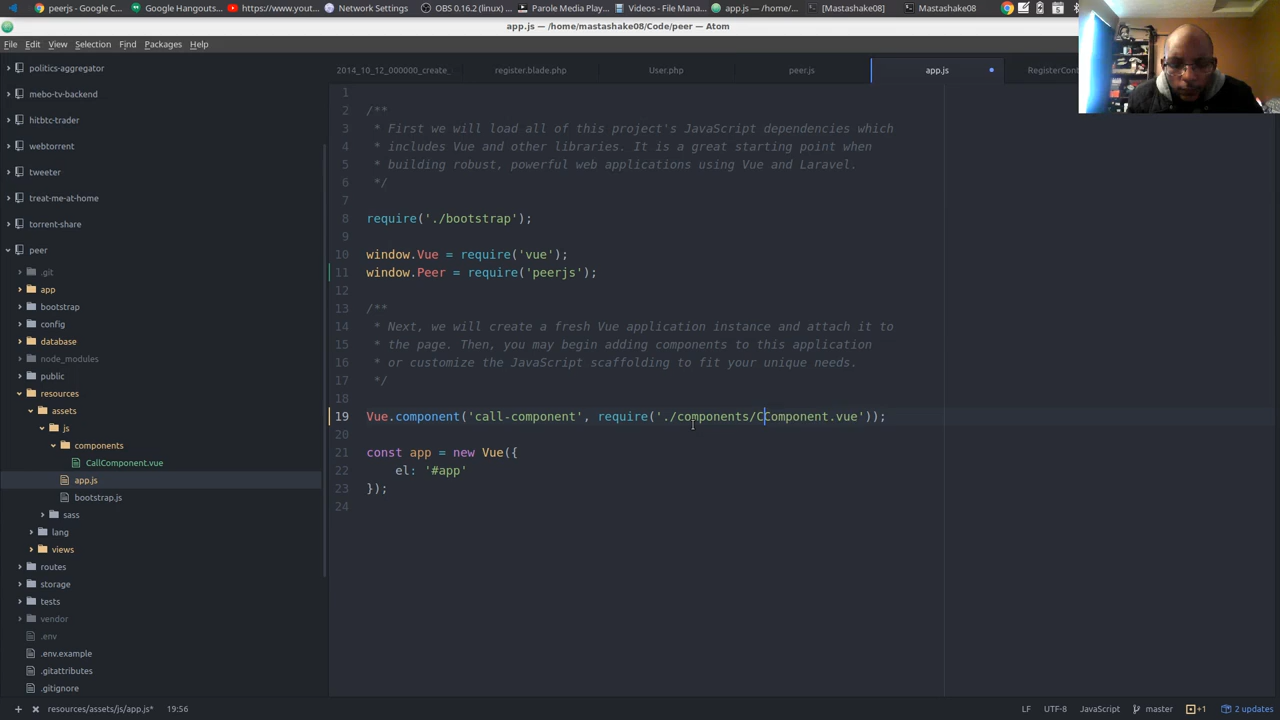 peerjs - Google C...
Google Hangouts...
https://www.yout...
Network Settings
OBS 0.16.2 (linux) ...
Parole Media Play...
Videos - File Mana...
app.js — /home/...
[Mastashake08]
Mastashake08
app.js — /home/mastashake08/Code/peer — Atom
File Edit View Selection Find Packages Help
politics-aggregator
mebo-tv-backend
hitbtc-trader
webtorrent
tweeter
treat-me-at-home
torrent-share
peer
.git
app
bootstrap
config
database
node_modules
public
resources
assets
js
components
CallComponent.vue
app.js
bootstrap.js
sass
lang
views
routes
storage
tests
vendor
.env
.env.example
.gitattributes
.gitignore
2014_10_12_000000_create_
register.blade.php
User.php
peer.js
app.js
RegisterCont
1
2 /**
3 * First we will load all of this project's JavaScript dependencies which
4 * includes Vue and other libraries. It is a great starting point when
5 * building robust, powerful web applications using Vue and Laravel.
6 */
7
8 require('./bootstrap');
9
10 window.Vue = require('vue');
11 window.Peer = require('peerjs');
12
13 /**
14 * Next, we will create a fresh Vue application instance and attach it to
15 * the page. Then, you may begin adding components to this application
16 * or customize the JavaScript scaffolding to fit your unique needs.
17 */
18
19 Vue.component('call-component', require('./components/CComponent.vue'));
20
21 const app = new Vue({
22 el: '#app'
23 });
24
resources/assets/js/app.js* 19:56
LF UTF-8 JavaScript master +1 2 updates